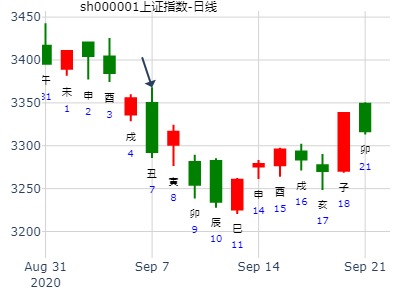 sh000001上证指数-日线
3450
3400
3350
3300
3250
3200
午
31
未
1
申
2
酉
3
戌
4
丑
7
寅
8
卯
9
辰
10
巳
11
申
14
酉
15
戌
16
亥
17
子
18
卯
21
Aug 31
2020
Sep 7
Sep 14
Sep 21